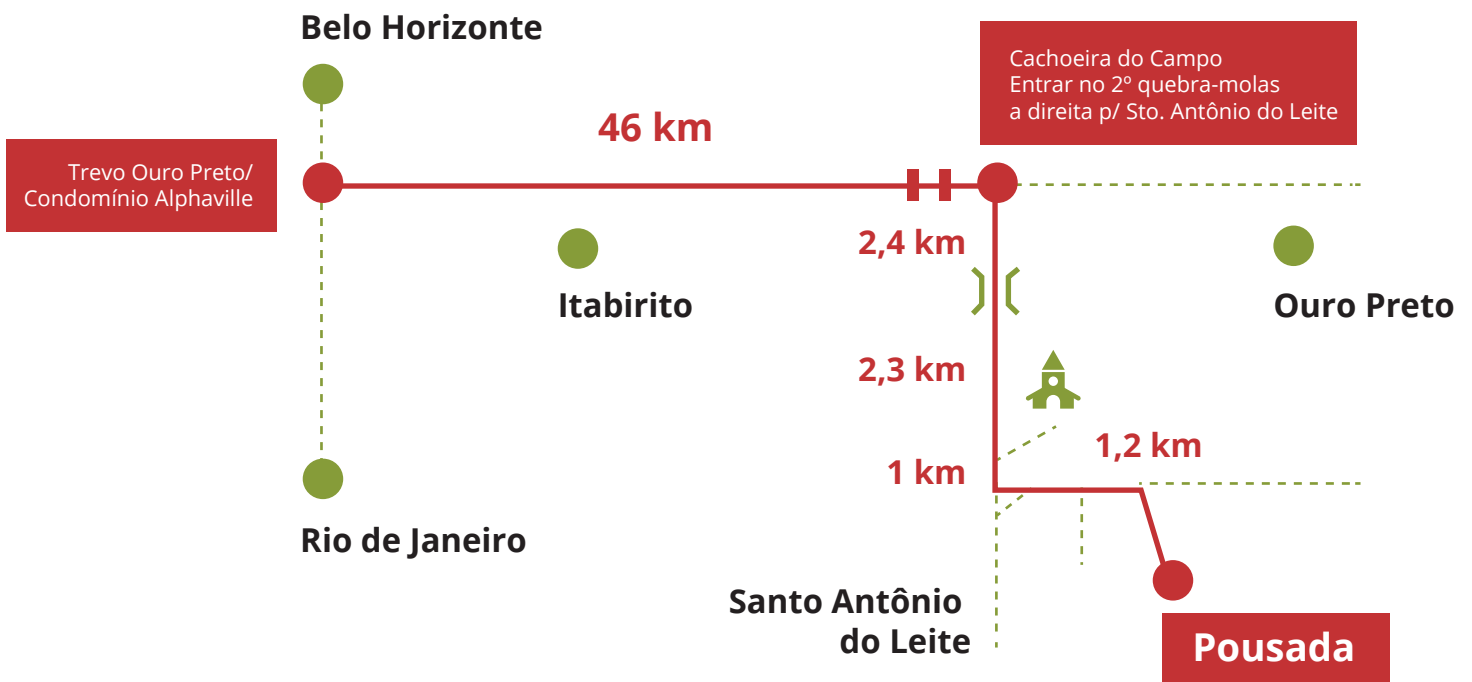 Belo Horizonte
Cachoeira do Campo
Entrar no 2º quebra-molas
a direita p/ Sto. Antônio do Leite
46 km
Trevo Ouro Preto/
Condomínio Alphaville
2,4 km
Itabirito
Ouro Preto
2,3 km
1,2 km
1 km
Rio de Janeiro
Santo Antônio
do Leite
Pousada